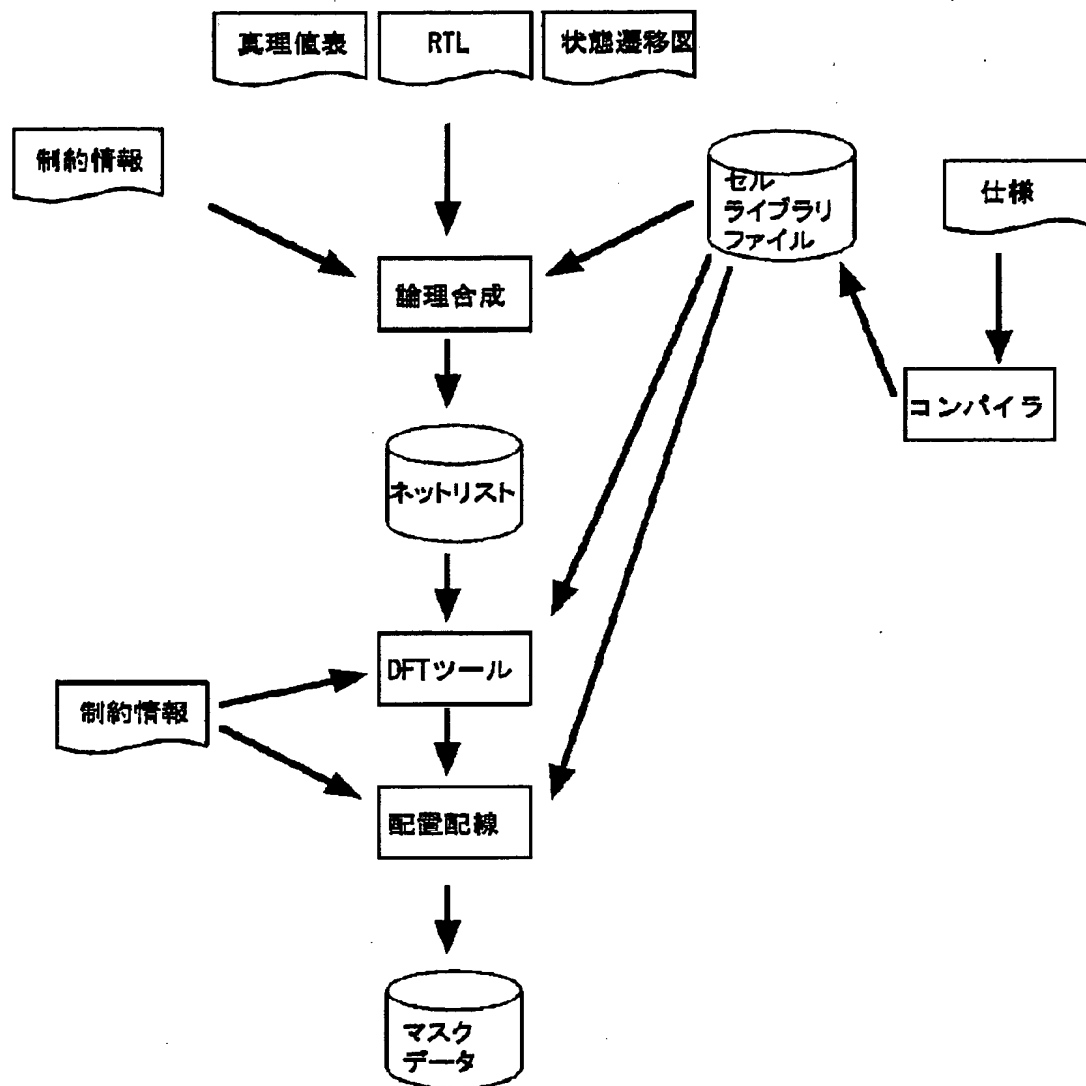 真理値表
RTL
状態遷移図
制約情報
セル
ライブラリ
ファイル
仕様
論理合成
コンパイラ
ネットリスト
DFTツール
制約情報
配置配線
マスク
データ